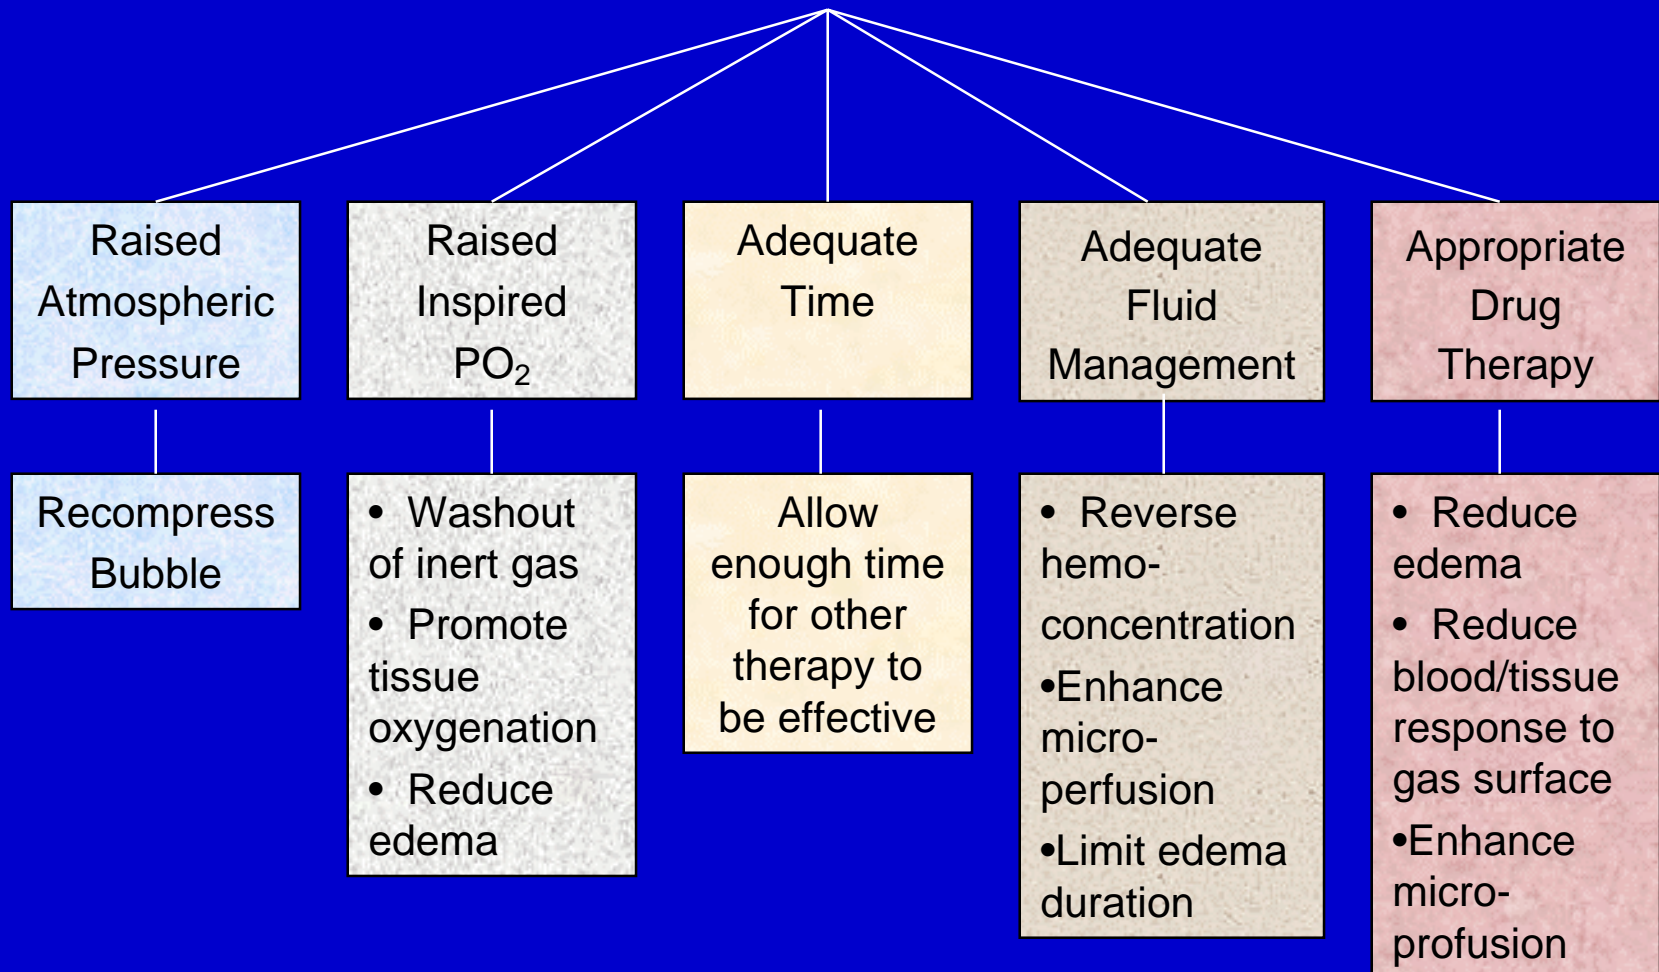 Raised
Atmospheric
Pressure
Raised
Inspired
PO₂
Adequate
Time
Adequate
Fluid
Management
Appropriate
Drug
Therapy
Recompress
Bubble
• Washout
of inert gas
• Promote
tissue
oxygenation
• Reduce
edema
Allow
enough time
for other
therapy to
be effective
• Reverse
hemo-
concentration
•Enhance
micro-
perfusion
•Limit edema
duration
• Reduce
edema
• Reduce
blood/tissue
response to
gas surface
•Enhance
micro-
profusion